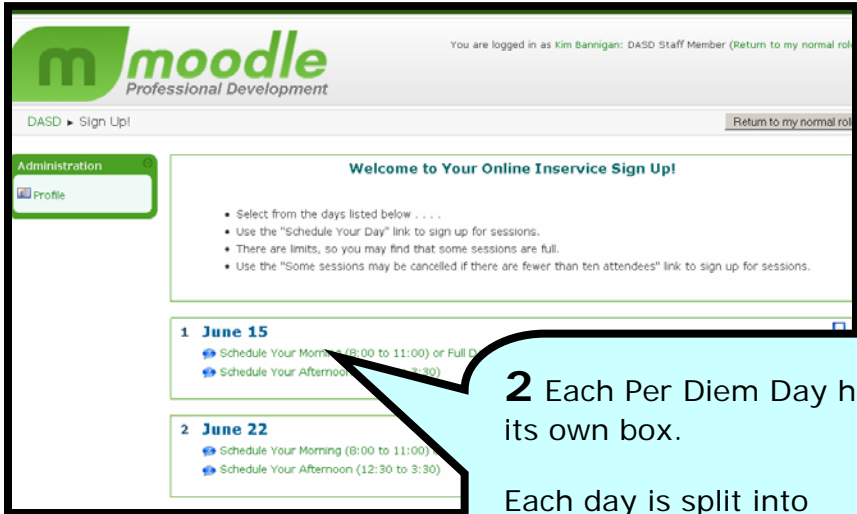 moodle
Professional Development
You are logged in as Kim Bannigan: DASD Staff Member (Return to my normal role
DASD ► Sign Up!
Return to my normal role
Administration
Profile
Welcome to Your Online Inservice Sign Up!
• Select from the days listed below . . . .
• Use the "Schedule Your Day" link to sign up for sessions.
• There are limits, so you may find that some sessions are full.
• Use the "Some sessions may be cancelled if there are fewer than ten attendees" link to sign up for sessions.
1 June 15
Schedule Your Morning (8:00 to 11:00) or Full D
Schedule Your Afternoon 3:30)
2 June 22
Schedule Your Morning (8:00 to 11:00)
Schedule Your Afternoon (12:30 to 3:30)
2 Each Per Diem Day h
its own box.
Each day is split into